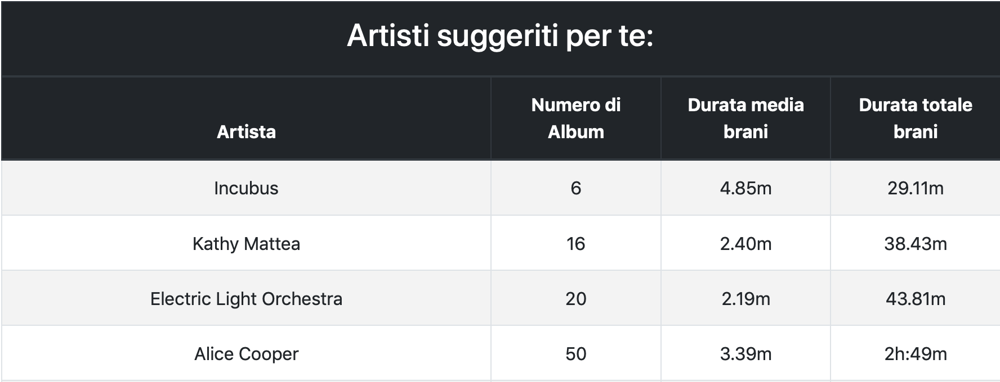 Artisti suggeriti per te:
Artista
Numero di
Album
Durata media
brani
Durata totale
brani
Incubus 6 4.85m 29.11m
Kathy Mattea 16 2.40m 38.43m
Electric Light Orchestra 20 2.19m 43.81m
Alice Cooper 50 3.39m 2h:49m